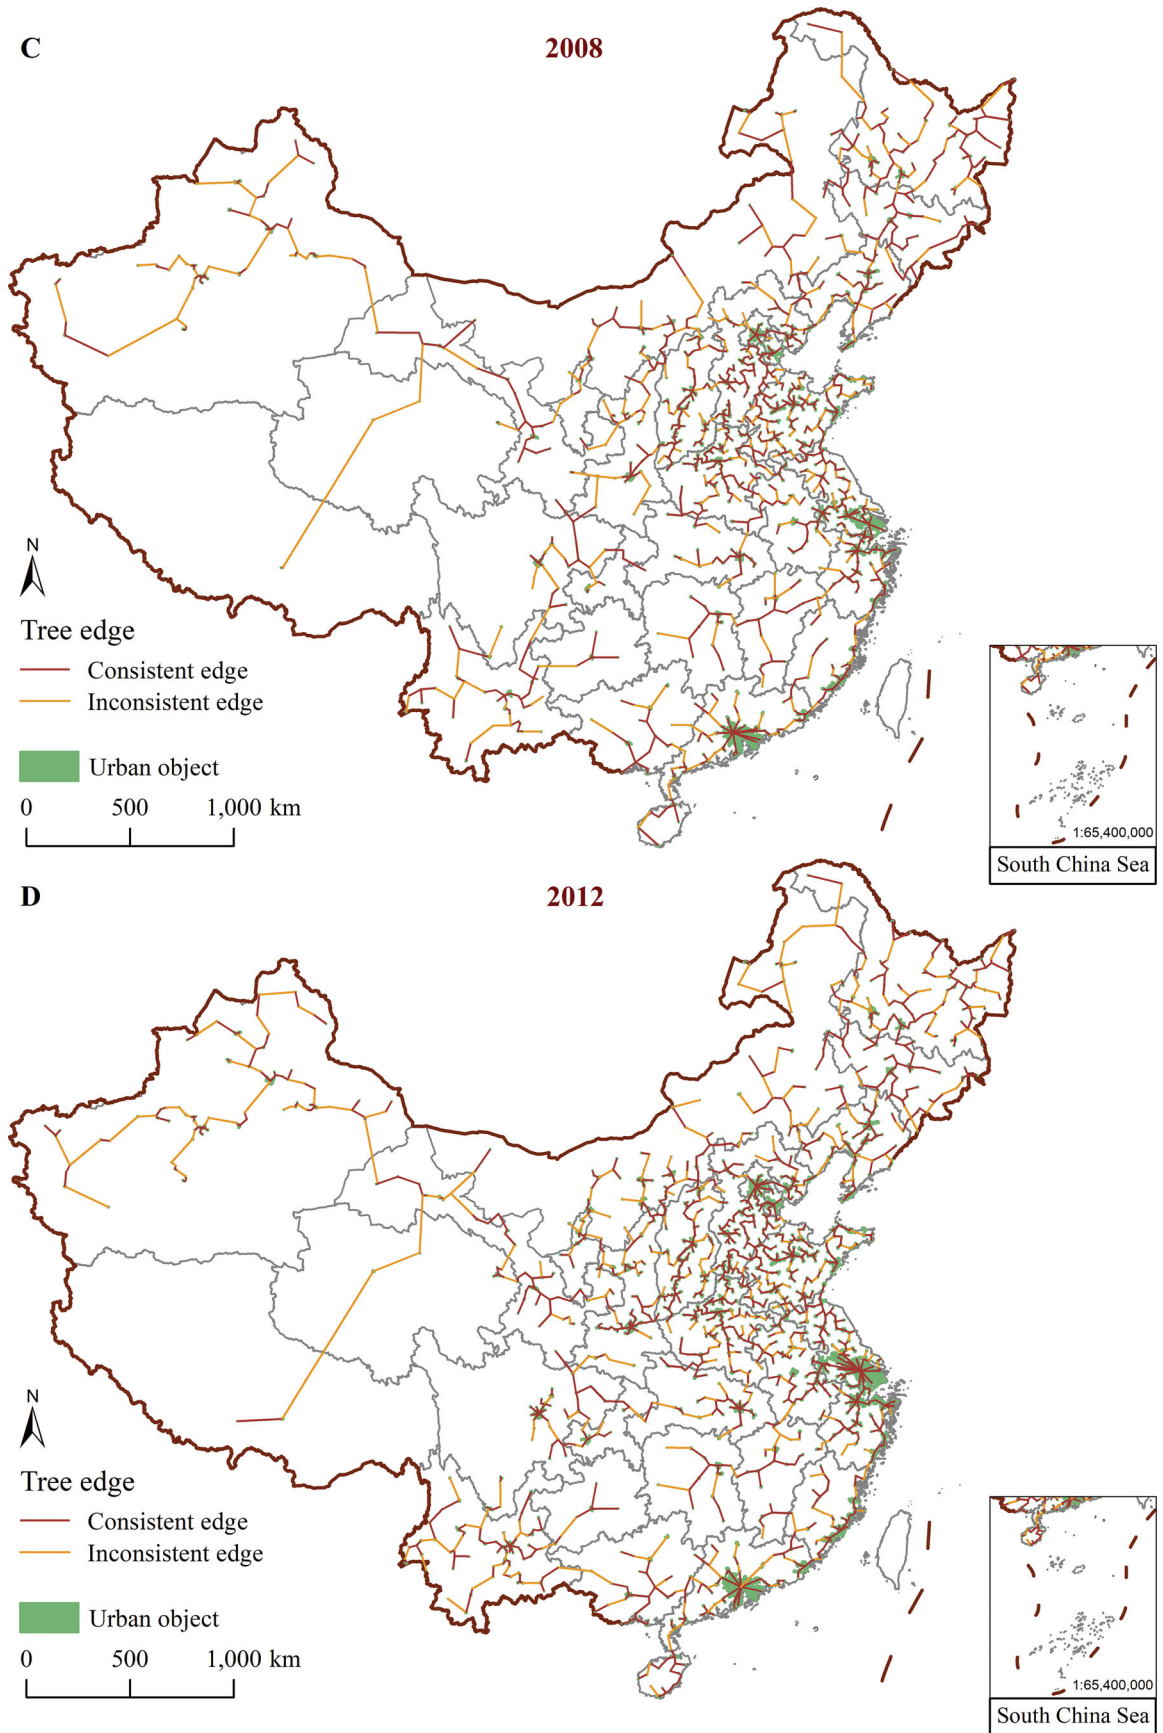 C
2008
N
Tree edge
Consistent edge
Inconsistent edge
Urban object
0 500 1,000 km
1:65,400,000
South China Sea
D
2012
N
Tree edge
Consistent edge
Inconsistent edge
Urban object
0 500 1,000 km
1:65,400,000
South China Sea